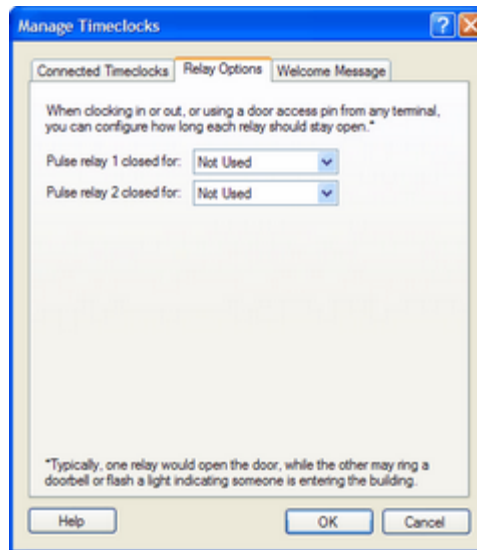 Manage Timeclocks
Connected Timeclocks Relay Options Welcome Message
When clocking in or out, or using a door access pin from any terminal,
you can configure how long each relay should stay open.*
Pulse relay 1 closed for: Not Used
Pulse relay 2 closed for: Not Used
*Typically, one relay would open the door, while the other may ring a
doorbell or flash a light indicating someone is entering the building.
Help OK Cancel